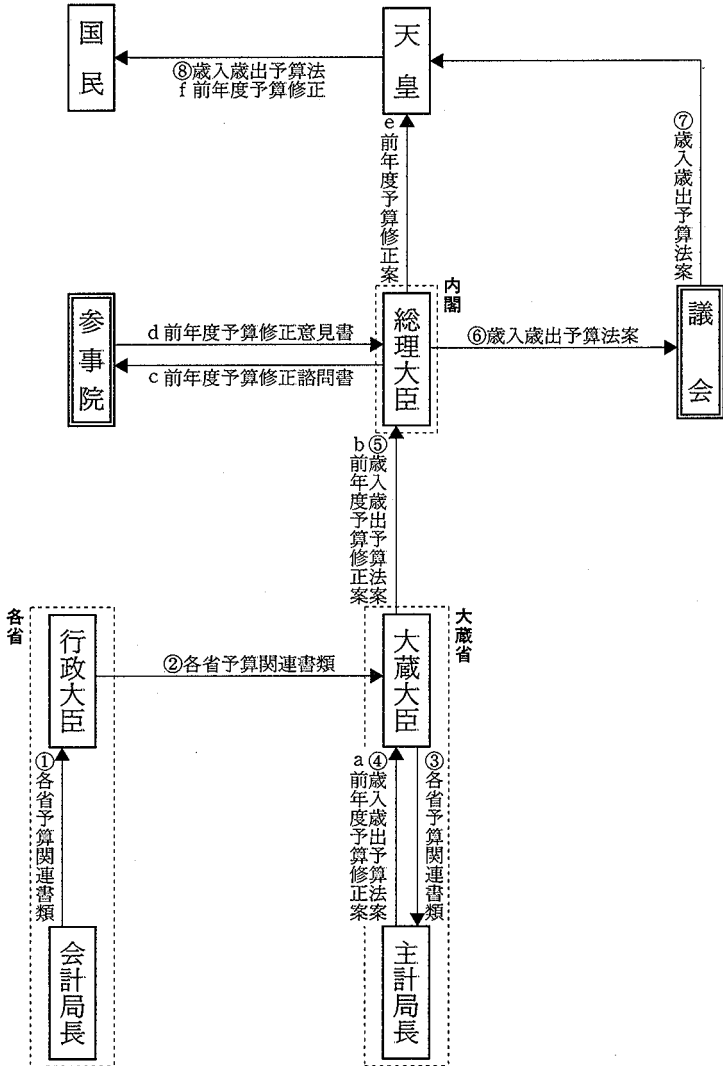 国民
天皇
⑧歳入歳出予算法
f 前年度予算修正
e前年度予算修正案
⑦歳入歳出予算法案
内閣
参事院
総理大臣
議会
d 前年度予算修正意見書
c 前年度予算修正諮問書
⑥歳入歳出予算法案
⑤歳入歳出予算法案
b前年度予算修正案
各省
大蔵省
行政大臣
②各省予算関連書類
大蔵大臣
①各省予算関連書類
④歳入歳出予算法案
a前年度予算修正案
③各省予算関連書類
会計局長
主計局長